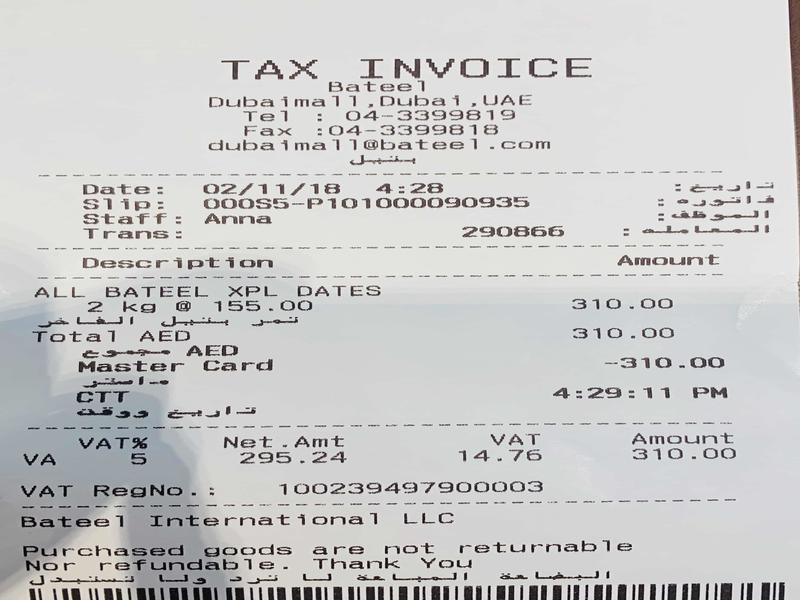 TAX INVOICE
Bateel
Dubaimall,Dubai,UAE
Tel : 04-3399819
Fax :04-3399818
dubaimall@bateel.com
بتيل
Date: 02/11/18 4:28 تاريخ:
Slip: 000S5-P101000090935 فاتوره:
Staff: Anna الموظف:
Trans: 290866 المعامله:
Description Amount
ALL BATEEL XPL DATES
2 kg @ 155.00 310.00
تمر بتيل الفاخر
Total AED 310.00
مجموع AED
Master Card -310.00
ماستر
CTT 4:29:11 PM
تاريخ ووقت
VAT% Net.Amt VAT Amount
VA 5 295.24 14.76 310.00
VAT RegNo.: 100239497900003
Bateel International LLC
Purchased goods are not returnable
Nor refundable. Thank You
البضاعة المباعة لا ترد ولا تستبدل